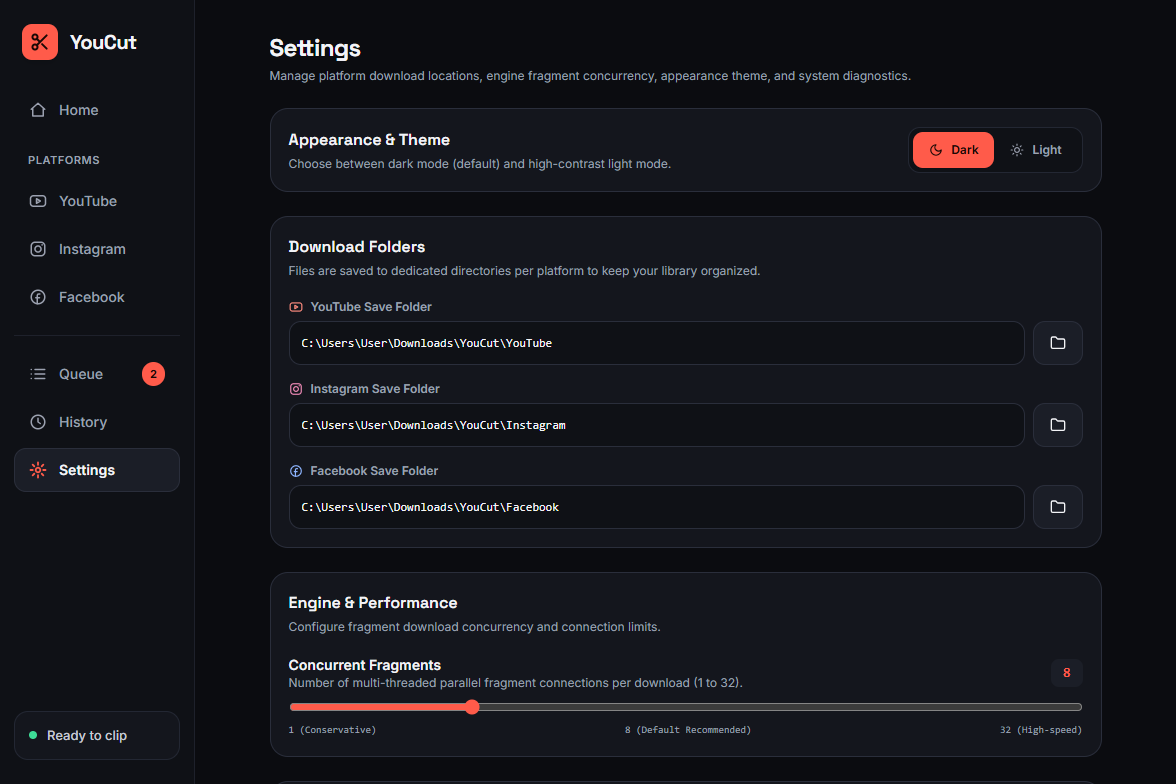 YouCut
Home
PLATFORMS
YouTube
Instagram
Facebook
Queue 2
History
Settings
Ready to clip
Settings
Manage platform download locations, engine fragment concurrency, appearance theme, and system diagnostics.
Appearance & Theme
Choose between dark mode (default) and high-contrast light mode.
Dark Light
Download Folders
Files are saved to dedicated directories per platform to keep your library organized.
YouTube Save Folder
C:\Users\User\Downloads\YouCut\YouTube
Instagram Save Folder
C:\Users\User\Downloads\YouCut\Instagram
Facebook Save Folder
C:\Users\User\Downloads\YouCut\Facebook
Engine & Performance
Configure fragment download concurrency and connection limits.
Concurrent Fragments
Number of multi-threaded parallel fragment connections per download (1 to 32).
8
1 (Conservative) 8 (Default Recommended) 32 (High-speed)